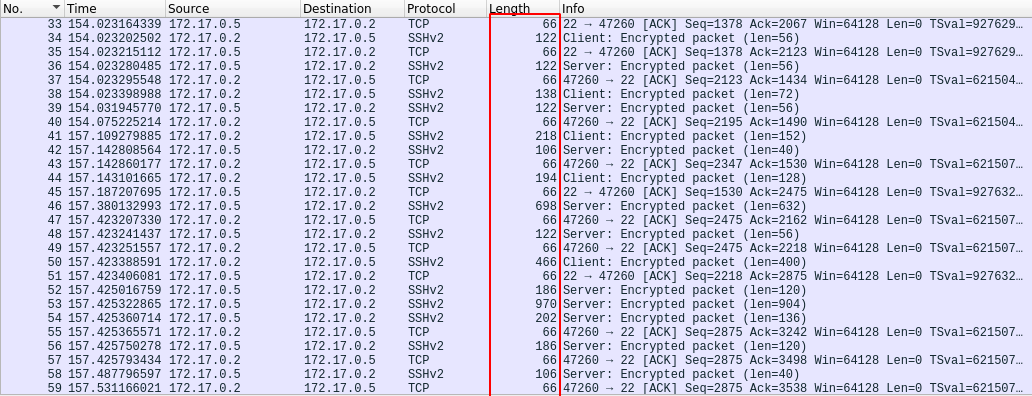 No. Time Source Destination Protocol Length Info
33 154.023164339 172.17.0.5 172.17.0.2 TCP 66 22 → 47260 [ACK] Seq=1378 Ack=2067 Win=64128 Len=0 TSval=927629…
34 154.023202502 172.17.0.2 172.17.0.5 SSHv2 122 Client: Encrypted packet (len=56)
35 154.023215112 172.17.0.5 172.17.0.2 TCP 66 22 → 47260 [ACK] Seq=1378 Ack=2123 Win=64128 Len=0 TSval=927629…
36 154.023280485 172.17.0.5 172.17.0.2 SSHv2 122 Server: Encrypted packet (len=56)
37 154.023295548 172.17.0.2 172.17.0.5 TCP 66 47260 → 22 [ACK] Seq=2123 Ack=1434 Win=64128 Len=0 TSval=621504…
38 154.023398988 172.17.0.2 172.17.0.5 SSHv2 138 Client: Encrypted packet (len=72)
39 154.031945770 172.17.0.5 172.17.0.2 SSHv2 122 Server: Encrypted packet (len=56)
40 154.075225214 172.17.0.2 172.17.0.5 TCP 66 47260 → 22 [ACK] Seq=2195 Ack=1490 Win=64128 Len=0 TSval=621504…
41 157.109279885 172.17.0.2 172.17.0.5 SSHv2 218 Client: Encrypted packet (len=152)
42 157.142808564 172.17.0.5 172.17.0.2 SSHv2 106 Server: Encrypted packet (len=40)
43 157.142860177 172.17.0.2 172.17.0.5 TCP 66 47260 → 22 [ACK] Seq=2347 Ack=1530 Win=64128 Len=0 TSval=621507…
44 157.143101665 172.17.0.2 172.17.0.5 SSHv2 194 Client: Encrypted packet (len=128)
45 157.187207695 172.17.0.5 172.17.0.2 TCP 66 22 → 47260 [ACK] Seq=1530 Ack=2475 Win=64128 Len=0 TSval=927632…
46 157.380132993 172.17.0.5 172.17.0.2 SSHv2 698 Server: Encrypted packet (len=632)
47 157.423207330 172.17.0.2 172.17.0.5 TCP 66 47260 → 22 [ACK] Seq=2475 Ack=2162 Win=64128 Len=0 TSval=621507…
48 157.423241437 172.17.0.5 172.17.0.2 SSHv2 122 Server: Encrypted packet (len=56)
49 157.423251557 172.17.0.2 172.17.0.5 TCP 66 47260 → 22 [ACK] Seq=2475 Ack=2218 Win=64128 Len=0 TSval=621507…
50 157.423388591 172.17.0.2 172.17.0.5 SSHv2 466 Client: Encrypted packet (len=400)
51 157.423406081 172.17.0.5 172.17.0.2 TCP 66 22 → 47260 [ACK] Seq=2218 Ack=2875 Win=64128 Len=0 TSval=927632…
52 157.425016759 172.17.0.5 172.17.0.2 SSHv2 186 Server: Encrypted packet (len=120)
53 157.425322865 172.17.0.5 172.17.0.2 SSHv2 970 Server: Encrypted packet (len=904)
54 157.425360714 172.17.0.5 172.17.0.2 SSHv2 202 Server: Encrypted packet (len=136)
55 157.425365571 172.17.0.2 172.17.0.5 TCP 66 47260 → 22 [ACK] Seq=2875 Ack=3242 Win=64128 Len=0 TSval=621507…
56 157.425750278 172.17.0.5 172.17.0.2 SSHv2 186 Server: Encrypted packet (len=120)
57 157.425793434 172.17.0.2 172.17.0.5 TCP 66 47260 → 22 [ACK] Seq=2875 Ack=3498 Win=64128 Len=0 TSval=621507…
58 157.487796597 172.17.0.5 172.17.0.2 SSHv2 106 Server: Encrypted packet (len=40)
59 157.531166021 172.17.0.2 172.17.0.5 TCP 66 47260 → 22 [ACK] Seq=2875 Ack=3538 Win=64128 Len=0 TSval=621507…